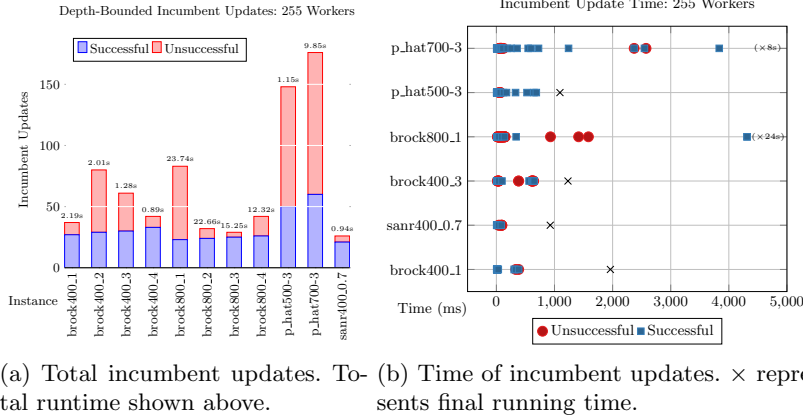 Depth-Bounded Incumbent Updates: 255 Workers
Successful Unsuccessful
Incumbent Updates
150
100
50
0
2.19s 2.01s 1.28s 0.89s 23.74s 22.66s 15.25s 12.32s 1.15s 9.85s 0.94s
Instance
brock400_1
brock400_2
brock400_3
brock400_4
brock800_1
brock800_2
brock800_3
brock800_4
p_hat500-3
p_hat700-3
sanr400_0.7
(a) Total incumbent updates. To-
tal runtime shown above.
Incumbent Update Time: 255 Workers
p_hat700-3
(×8s)
p_hat500-3
brock800_1
(×24s)
brock400_3
sanr400_0.7
brock400_1
Time (ms)
0 1,000 2,000 3,000 4,000 5,000
Unsuccessful Successful
(b) Time of incumbent updates. × repre-
sents final running time.